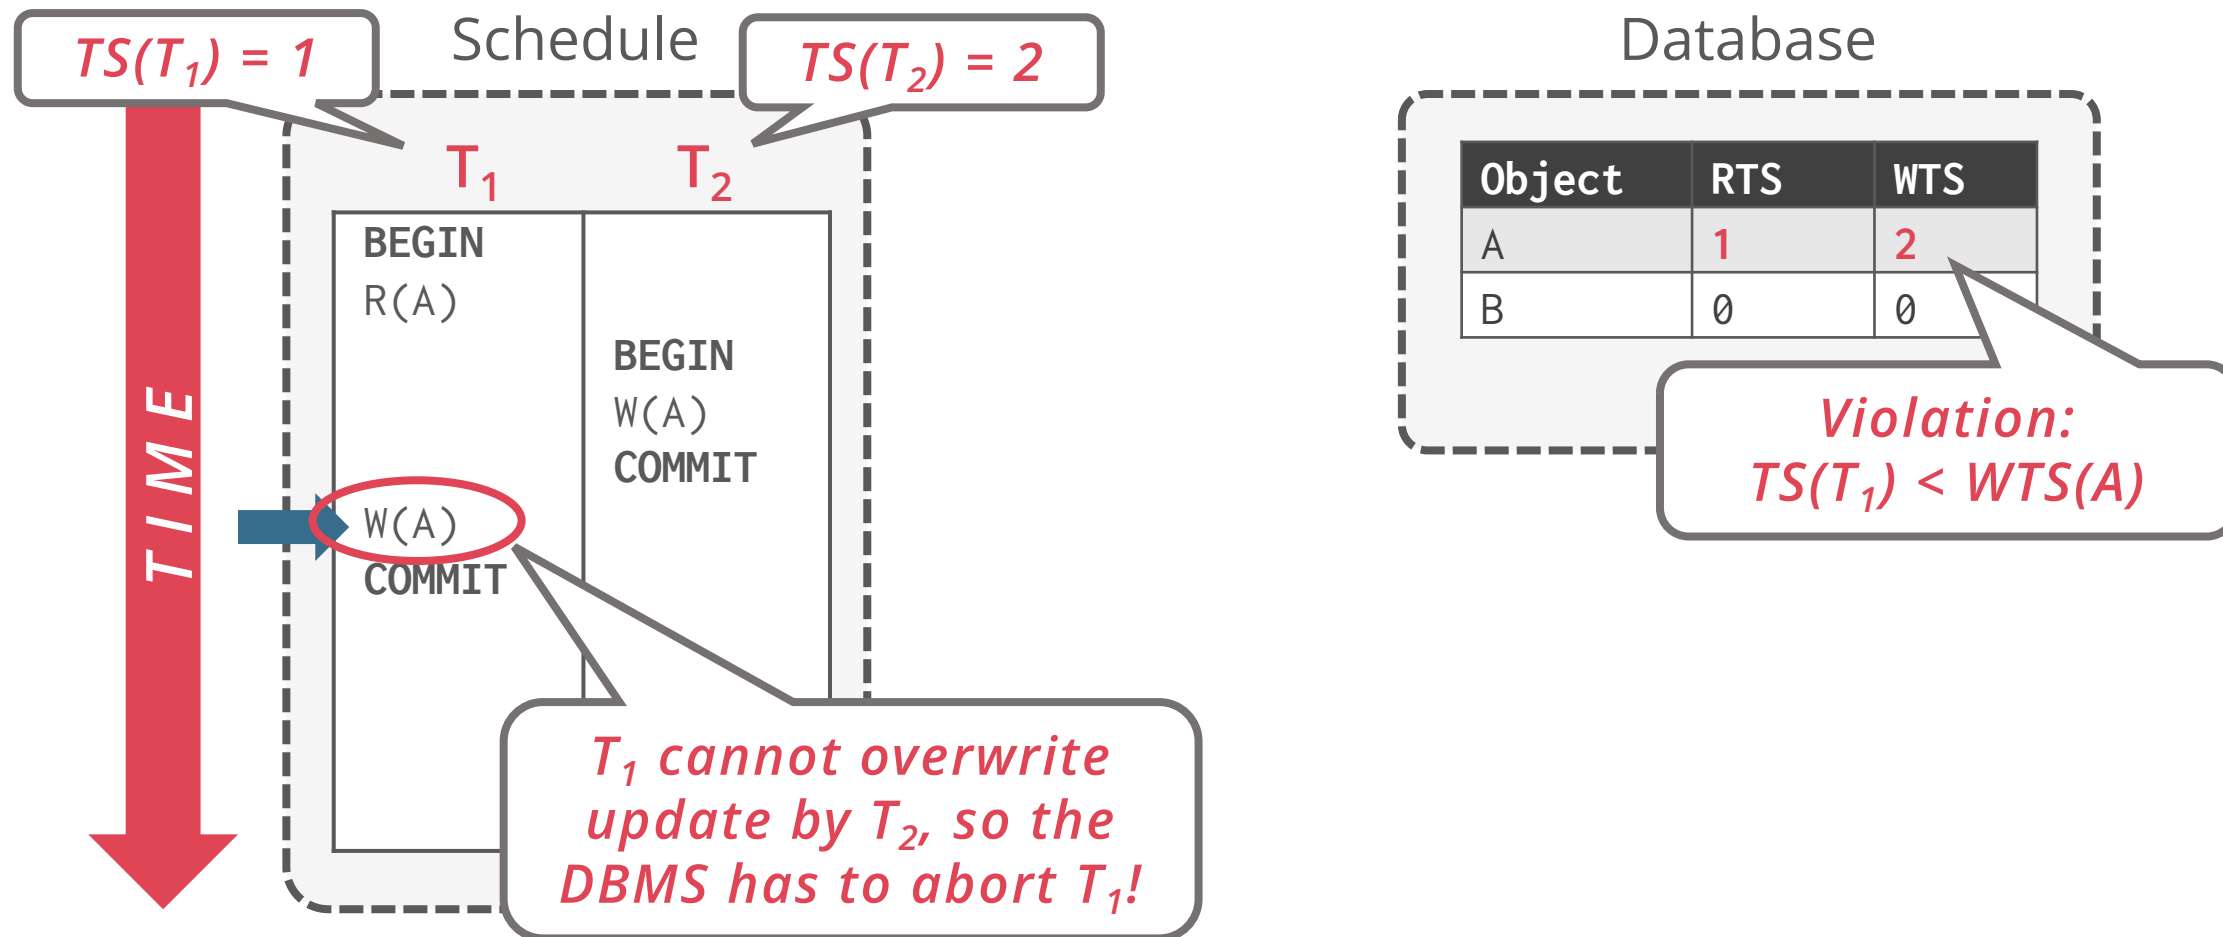 TS(T1) = 1
Schedule
TS(T2) = 2
Database
T1 T2
BEGIN
R(A)
BEGIN
W(A)
COMMIT
W(A)
COMMIT
TIME
T1 cannot overwrite
update by T2, so the
DBMS has to abort T1!
Object RTS WTS
A 1 2
B 0 0
Violation:
TS(T1) < WTS(A)